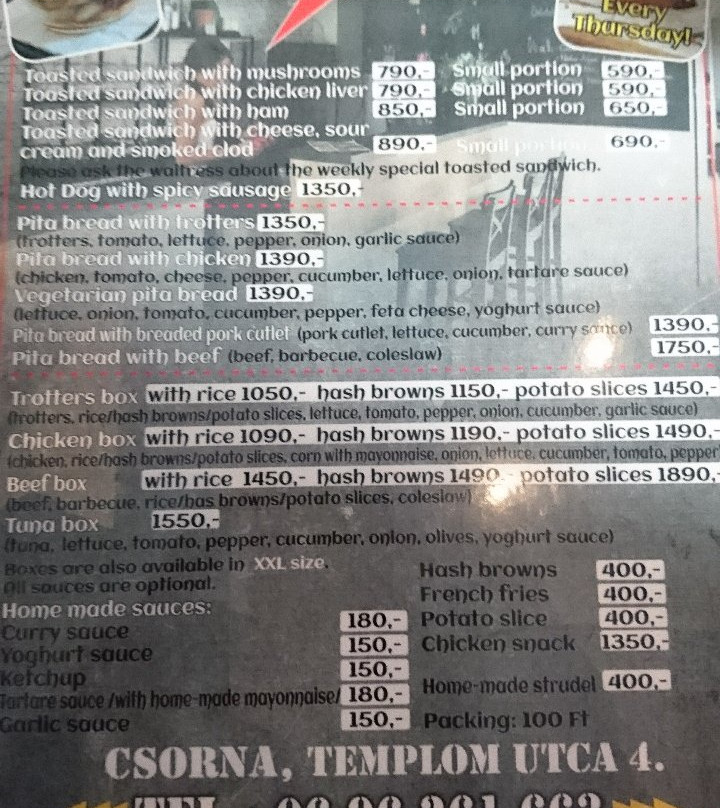 Every
Thursday!
Toasted sandwich with mushrooms 790,- Small portion 590,-
Toasted sandwich with chicken liver 790,- Small portion 590,-
Toasted sandwich with ham 850,- Small portion 650,-
Toasted sandwich with cheese, sour
cream and smoked clod 890,- Small portion 690,-
Please ask the waitress about the weekly special toasted sandwich.
Hot Dog with spicy sausage 1350,-
Pita bread with trotters 1350,-
(trotters, tomato, lettuce, pepper, onion, garlic sauce)
Pita bread with chicken 1390,-
(chicken, tomato, cheese, pepper, cucumber, lettuce, onion, tartare sauce)
Vegetarian pita bread 1390,-
(lettuce, onion, tomato, cucumber, pepper, feta cheese, yoghurt sauce)
Pita bread with breaded pork cutlet (pork cutlet, lettuce, cucumber, curry sauce) 1390,-
Pita bread with beef (beef, barbecue, coleslaw) 1750,-
Trotters box with rice 1050,- hash browns 1150,- potato slices 1450,-
(trotters, rice/hash browns/potato slices, lettuce, tomato, pepper, onion, cucumber, garlic sauce)
Chicken box with rice 1090,- hash browns 1190,- potato slices 1490,-
(chicken, rice/hash browns/potato slices, corn with mayonnaise, onion, lettuce, cucumber, tomato, pepper
Beef box with rice 1450,- hash browns 1490,- potato slices 1890,-
(beef, barbecue, rice/has browns/potato slices, coleslaw)
Tuna box 1550,-
(tuna, lettuce, tomato, pepper, cucumber, onion, olives, yoghurt sauce)
Boxes are also available in XXL size.
All sauces are optional.
Home made sauces:
Curry sauce 180,-
Yoghurt sauce 150,-
Ketchup 150,-
Tartare sauce /with home-made mayonnaise/ 180,-
Garlic sauce 150,-
Hash browns 400,-
French fries 400,-
Potato slice 400,-
Chicken snack 1350,-
Home-made strudel 400,-
Packing: 100 Ft
CSORNA, TEMPLOM UTCA 4.